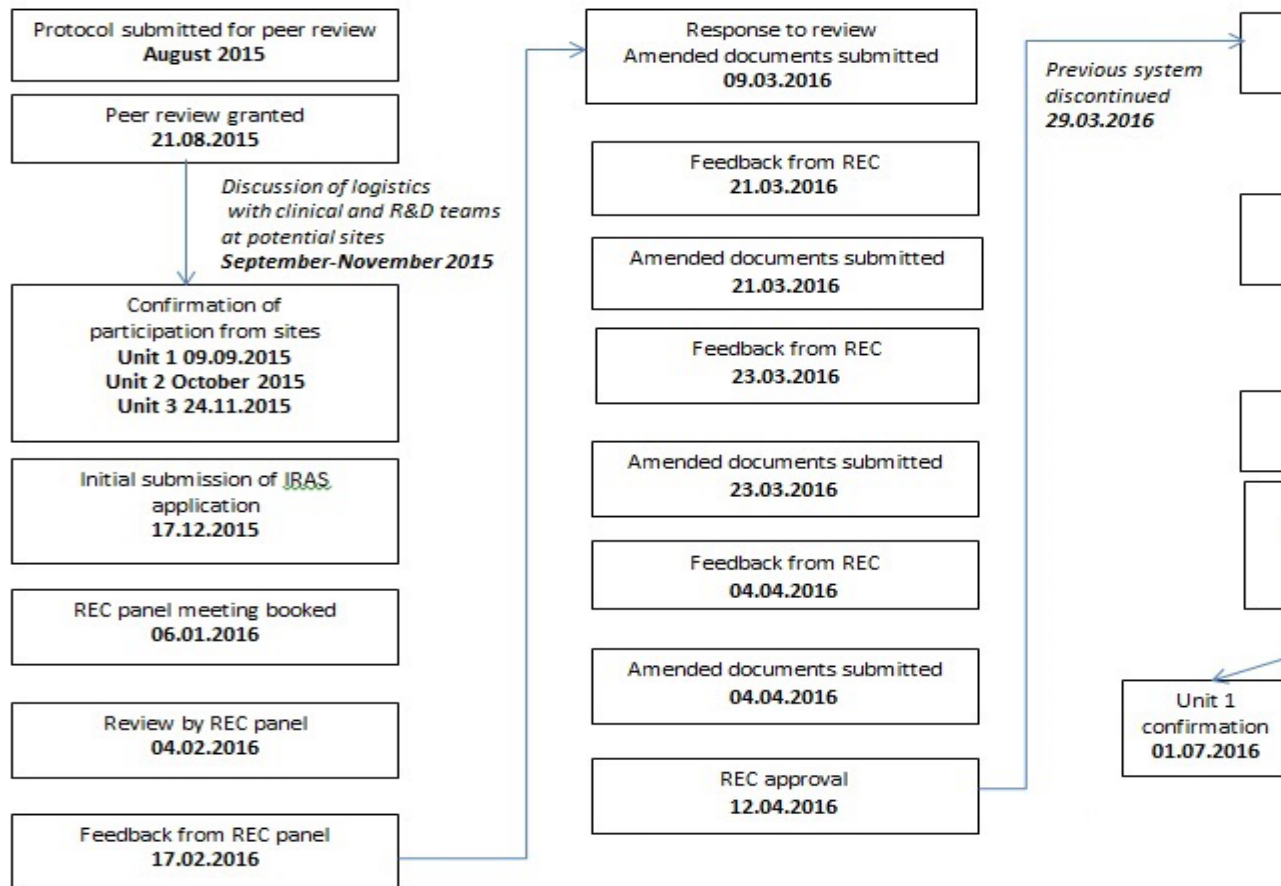 Protocol submitted for peer review
August 2015
Peer review granted
21.08.2015
Discussion of logistics
with clinical and R&D teams
at potential sites
September-November 2015
Confirmation of
participation from sites
Unit 1 09.09.2015
Unit 2 October 2015
Unit 3 24.11.2015
Initial submission of IRAS
application
17.12.2015
REC panel meeting booked
06.01.2016
Review by REC panel
04.02.2016
Feedback from REC panel
17.02.2016
Response to review
Amended documents submitted
09.03.2016
Feedback from REC
21.03.2016
Amended documents submitted
21.03.2016
Feedback from REC
23.03.2016
Amended documents submitted
23.03.2016
Feedback from REC
04.04.2016
Amended documents submitted
04.04.2016
REC approval
12.04.2016
Previous system
discontinued
29.03.2016
Unit 1
confirmation
01.07.2016